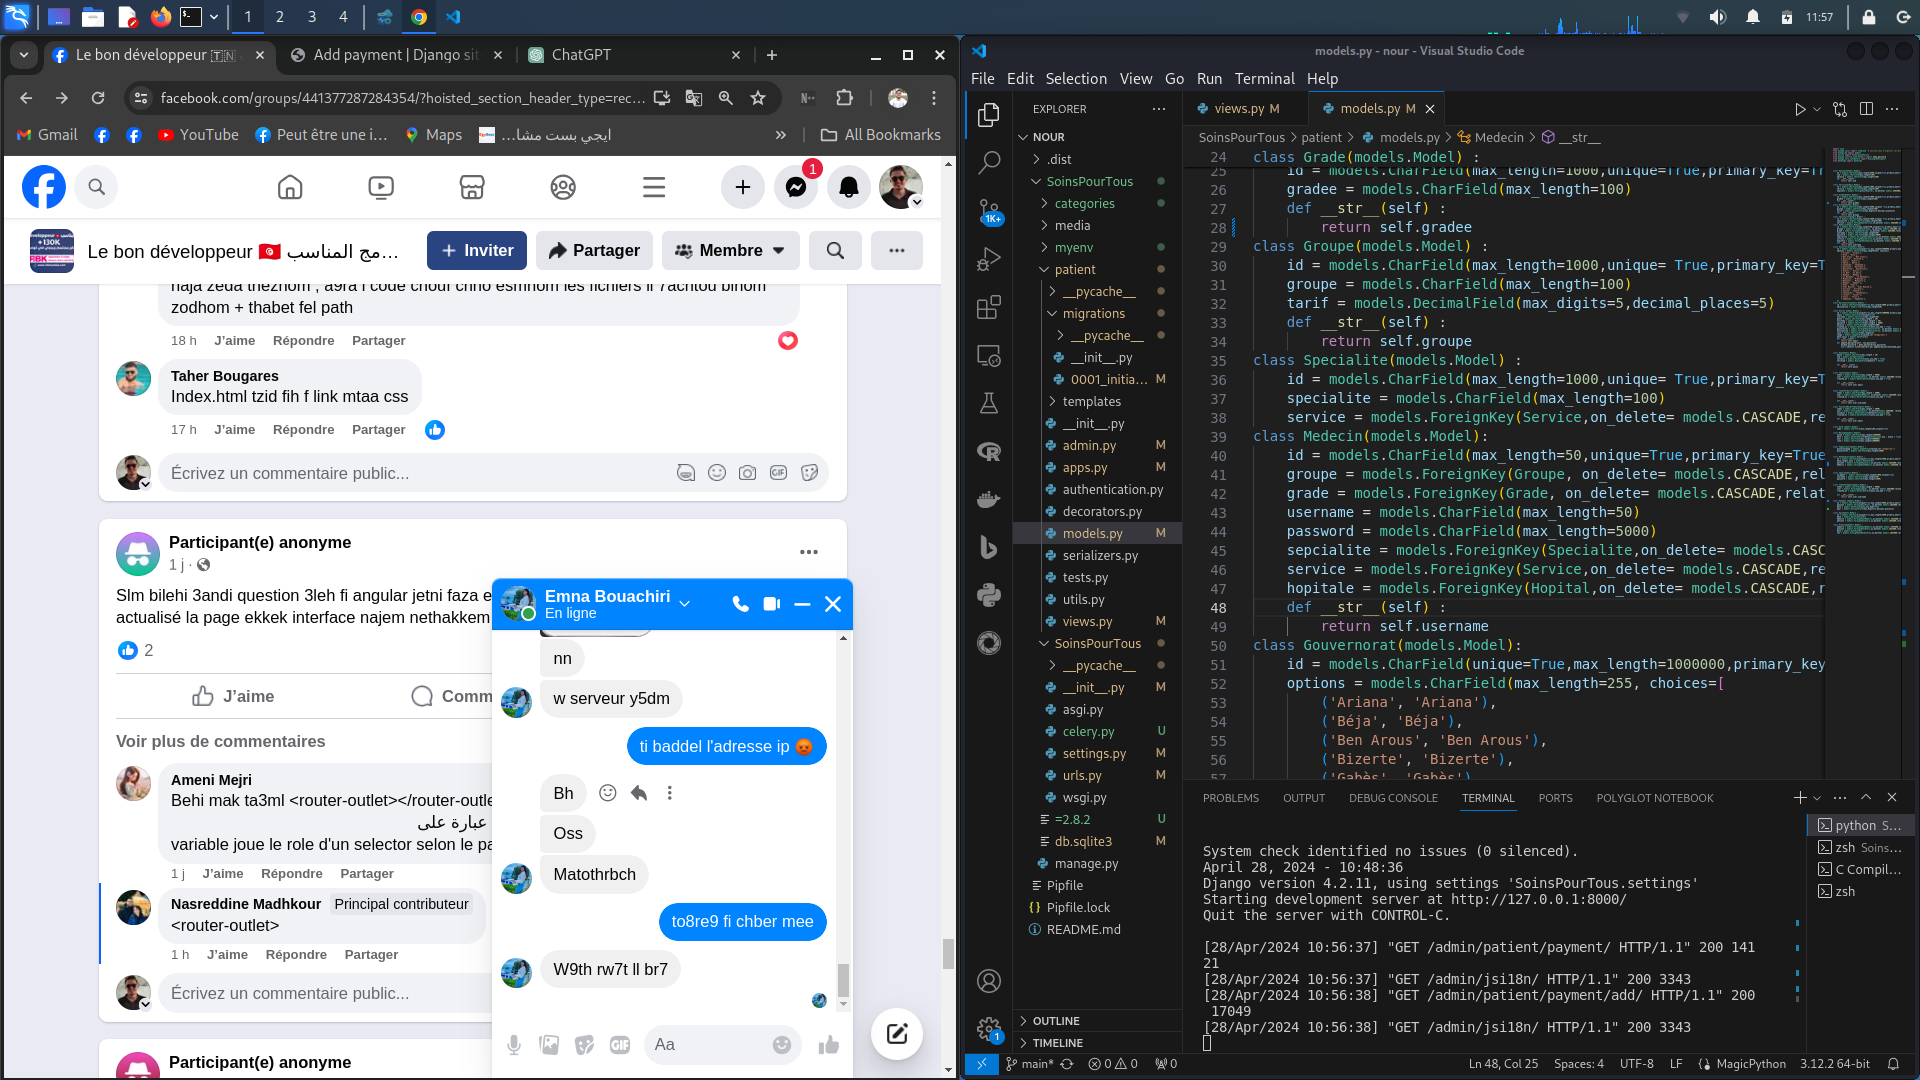 1
2
3
4
11:57
Le bon développeur 🇹🇳
Add payment | Django sit
ChatGPT
facebook.com/groups/441377287284354/?hoisted_section_header_type=rec...
Gmail
YouTube
Peut être une i...
Maps
ايجي بست مشا...
All Bookmarks
1
Le bon développeur 🇹🇳 مج المناسب...
+ Inviter
Partager
Membre
haja zeda theznom , a9ra l code chouf chno esmhom les fichiers li 7achtou bihom
zodhom + thabet fel path
18 h J'aime Répondre Partager
Taher Bougares
Index.html tzid fih f link mtaa css
17 h J'aime Répondre Partager
Écrivez un commentaire public...
Participant(e) anonyme
1 j ·
Slm bilehi 3andi question 3leh fi angular jetni faza e
actualisé la page ekkek interface najem nethakkem
2
J'aime
Comm
Voir plus de commentaires
Ameni Mejri
Behi mak ta3ml <router-outlet></router-outle
عبارة على
variable joue le role d'un selector selon le pa
1 j J'aime Répondre Partager
Nasreddine Madhkour Principal contributeur
<router-outlet>
1 h J'aime Répondre Partager
Écrivez un commentaire public...
Participant(e) anonyme
Emna Bouachiri
En ligne
nn
w serveur y5dm
ti baddel l'adresse ip 😡
Bh
Oss
Matothrbch
to8re9 fi chber mee
W9th rw7t ll br7
GIF
Aa
models.py - nour - Visual Studio Code
File Edit Selection View Go Run Terminal Help
EXPLORER
NOUR
.dist
SoinsPourTous
categories
media
myenv
patient
__pycache__
migrations
__pycache__
__init__.py
0001_initia... M
templates
__init__.py
admin.py M
apps.py M
authentication.py
decorators.py
models.py M
serializers.py
tests.py
utils.py
views.py M
SoinsPourTous
__pycache__
__init__.py M
asgi.py
celery.py U
settings.py M
urls.py M
wsgi.py
=2.8.2 U
db.sqlite3 M
manage.py
Pipfile
Pipfile.lock
README.md
OUTLINE
TIMELINE
1K+
1
views.py M
models.py M
SoinsPourTous > patient > models.py > Medecin > __str__
24 class Grade(models.Model) :
25 id = models.CharField(max_length=1000,unique=True,primary_key=Tr
26 gradee = models.CharField(max_length=100)
27 def __str__(self) :
28 return self.gradee
29 class Groupe(models.Model) :
30 id = models.CharField(max_length=1000,unique= True,primary_key=T
31 groupe = models.CharField(max_length=100)
32 tarif = models.DecimalField(max_digits=5,decimal_places=5)
33 def __str__(self) :
34 return self.groupe
35 class Specialite(models.Model) :
36 id = models.CharField(max_length=1000,unique= True,primary_key=T
37 specialite = models.CharField(max_length=100)
38 service = models.ForeignKey(Service,on_delete= models.CASCADE,re
39 class Medecin(models.Model):
40 id = models.CharField(max_length=50,unique=True,primary_key=True
41 groupe = models.ForeignKey(Groupe, on_delete= models.CASCADE,rel
42 grade = models.ForeignKey(Grade, on_delete= models.CASCADE,relat
43 username = models.CharField(max_length=50)
44 password = models.CharField(max_length=5000)
45 sepcialite = models.ForeignKey(Specialite,on_delete= models.CASC
46 service = models.ForeignKey(Service,on_delete= models.CASCADE,re
47 hopitale = models.ForeignKey(Hopital,on_delete= models.CASCADE,r
48 def __str__(self) :
49 return self.username
50 class Gouvernorat(models.Model):
51 id = models.CharField(unique=True,max_length=1000000,primary_key
52 options = models.CharField(max_length=255, choices=[
53 ('Ariana', 'Ariana'),
54 ('Béja', 'Béja'),
55 ('Ben Arous', 'Ben Arous'),
56 ('Bizerte', 'Bizerte'),
57 ('Gabès', 'Gabès')
PROBLEMS OUTPUT DEBUG CONSOLE TERMINAL PORTS POLYGLOT NOTEBOOK
System check identified no issues (0 silenced).
April 28, 2024 - 10:48:36
Django version 4.2.11, using settings 'SoinsPourTous.settings'
Starting development server at http://127.0.0.1:8000/
Quit the server with CONTROL-C.
[28/Apr/2024 10:56:37] "GET /admin/patient/payment/ HTTP/1.1" 200 141
21
[28/Apr/2024 10:56:37] "GET /admin/jsi18n/ HTTP/1.1" 200 3343
[28/Apr/2024 10:56:38] "GET /admin/patient/payment/add/ HTTP/1.1" 200
17049
[28/Apr/2024 10:56:38] "GET /admin/jsi18n/ HTTP/1.1" 200 3343
python S...
zsh Soins...
C Compil...
zsh
main* 0 0 0
Ln 48, Col 25 Spaces: 4 UTF-8 LF MagicPython 3.12.2 64-bit